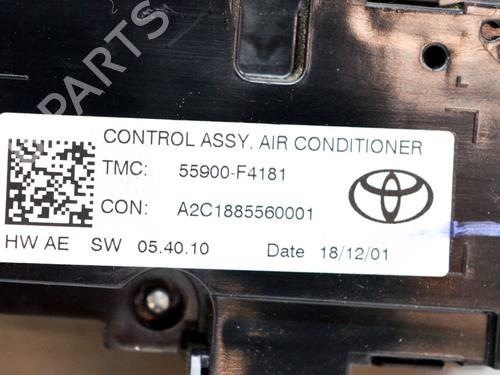 PARTS
CONTROL ASSY. AIR CONDITIONER
TMC: 55900-F4181
CON: A2C1885560001
HW AE SW 05.40.10 Date 18/12/01